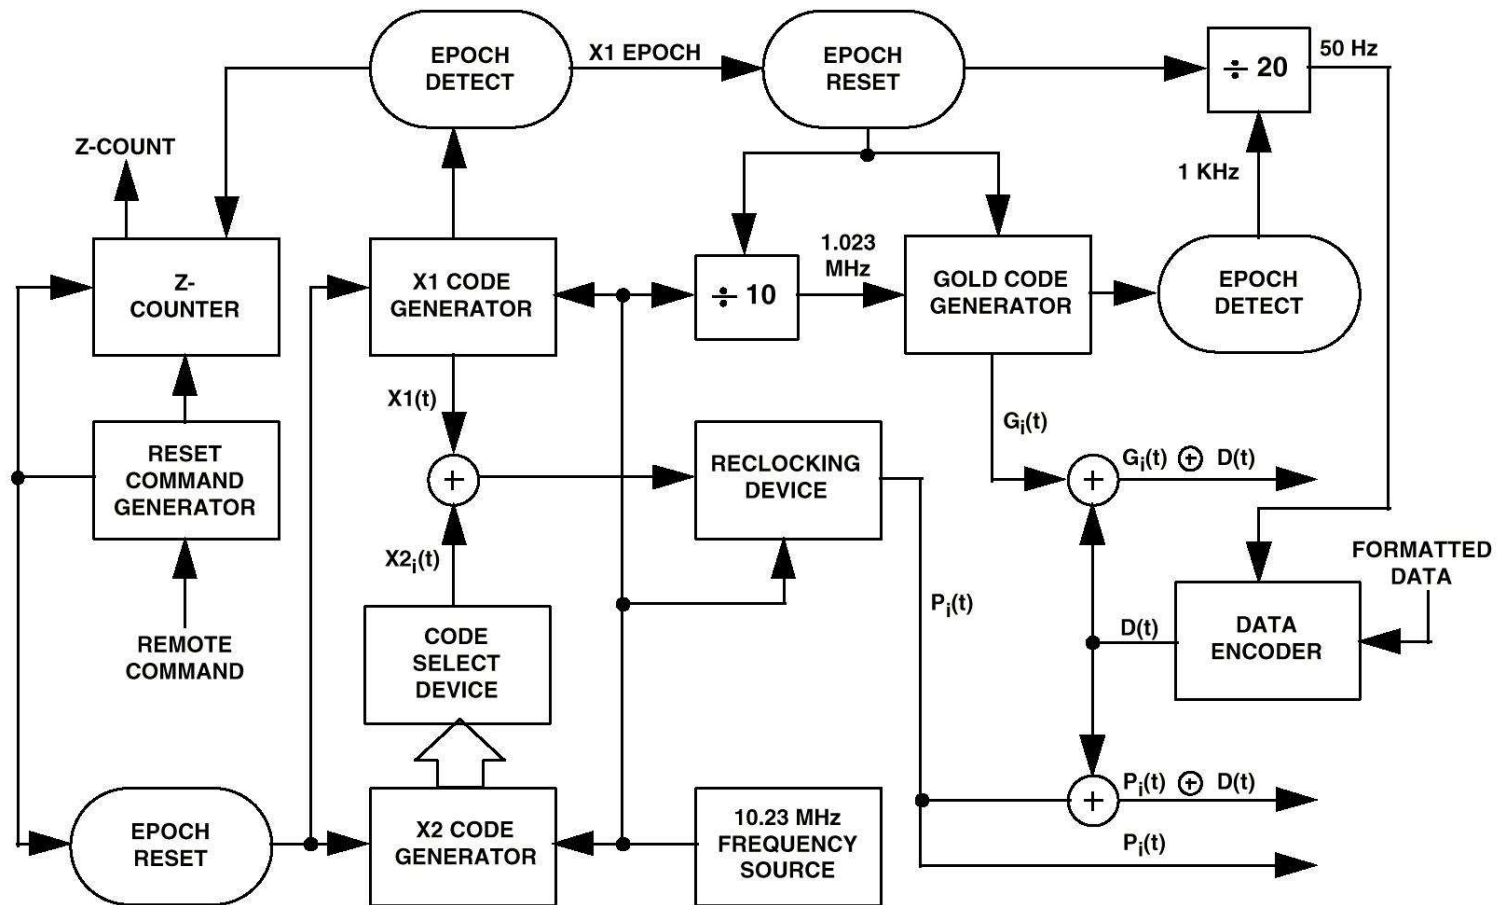 EPOCH
DETECT
X1 EPOCH
EPOCH
RESET
÷ 20
50 Hz
Z-COUNT
1 KHz
Z-
COUNTER
X1 CODE
GENERATOR
÷ 10
1.023
MHz
GOLD CODE
GENERATOR
EPOCH
DETECT
X1(t)
Gi(t)
RESET
COMMAND
GENERATOR
+
RECLOCKING
DEVICE
+
Gi(t) ⊕ D(t)
X2i(t)
FORMATTED
DATA
REMOTE
COMMAND
CODE
SELECT
DEVICE
Pi(t)
D(t)
DATA
ENCODER
EPOCH
RESET
X2 CODE
GENERATOR
10.23 MHz
FREQUENCY
SOURCE
+
Pi(t) ⊕ D(t)
Pi(t)